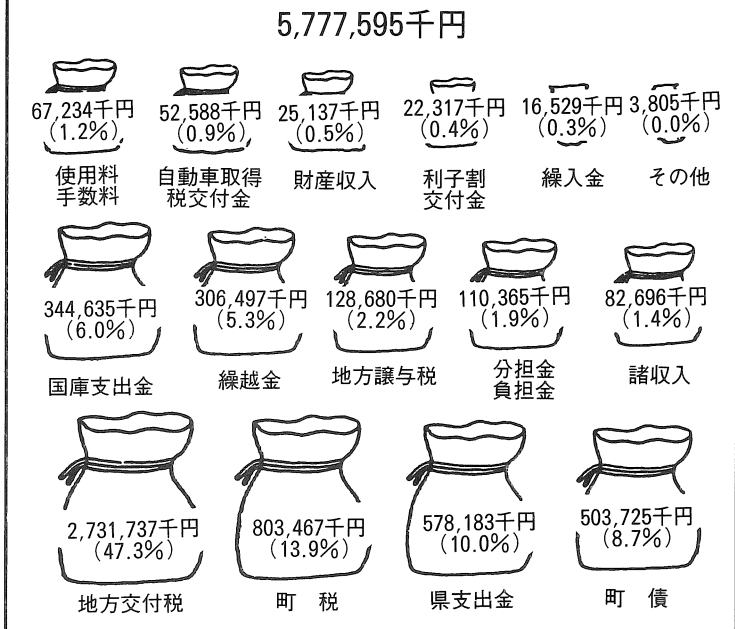 5,777,595千円
67,234千円
(1.2%)
使用料
手数料
52,588千円
(0.9%)
自動車取得
税交付金
25,137千円
(0.5%)
財産収入
22,317千円
(0.4%)
利子割
交付金
16,529千円
(0.3%)
繰入金
3,805千円
(0.0%)
その他
344,635千円
(6.0%)
国庫支出金
306,497千円
(5.3%)
繰越金
128,680千円
(2.2%)
地方譲与税
110,365千円
(1.9%)
分担金
負担金
82,696千円
(1.4%)
諸収入
2,731,737千円
(47.3%)
地方交付税
803,467千円
(13.9%)
町 税
578,183千円
(10.0%)
県支出金
503,725千円
(8.7%)
町 債